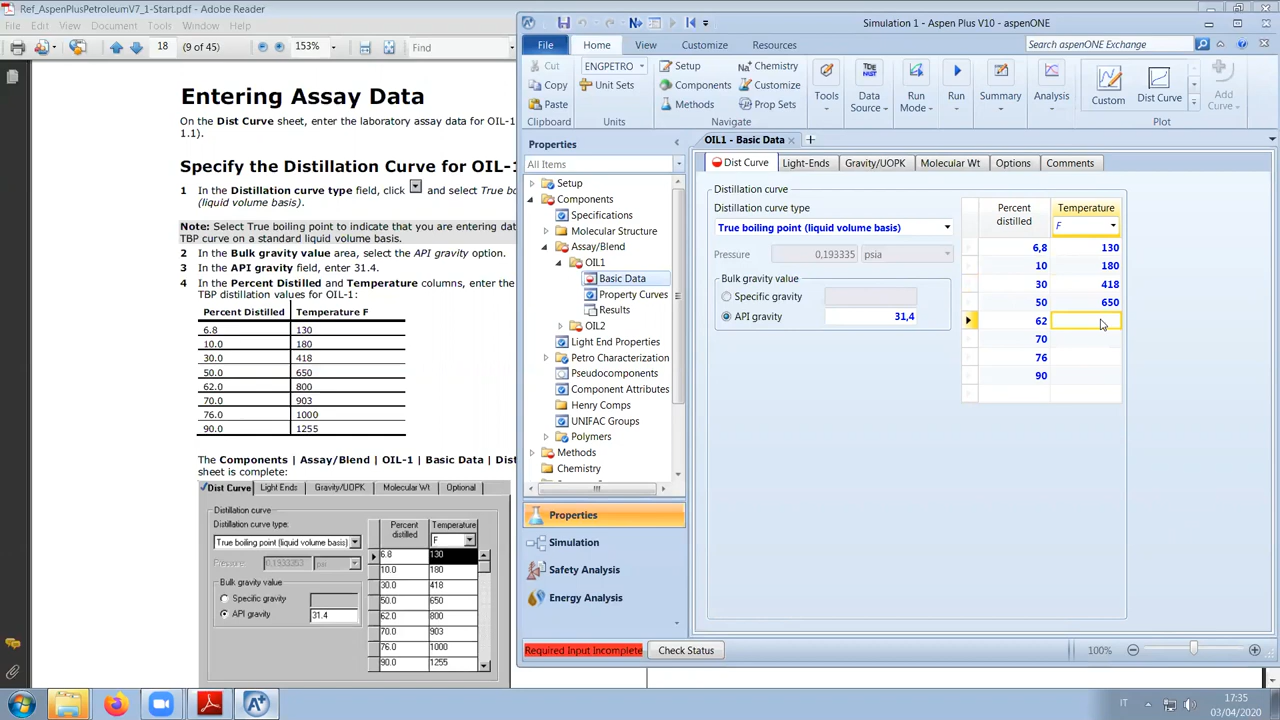 Ref_AspenPlusPetroleumV7_1-Start.pdf - Adobe Reader
File Edit View Document Tools Window Help
18 (9 of 45) 153% Find
Entering Assay Data
On the Dist Curve sheet, enter the laboratory assay data for OIL-1
1.1).
Specify the Distillation Curve for OIL-1
1 In the Distillation curve type field, click and select True bo
(liquid volume basis).
Note: Select True boiling point to indicate that you are entering dat
TBP curve on a standard liquid volume basis.
2 In the Bulk gravity value area, select the API gravity option.
3 In the API gravity field, enter 31.4.
4 In the Percent Distilled and Temperature columns, enter the
TBP distillation values for OIL-1:
Percent Distilled Temperature F
6.8 130
10.0 180
30.0 418
50.0 650
62.0 800
70.0 903
76.0 1000
90.0 1255
The Components | Assay/Blend | OIL-1 | Basic Data | Dist
sheet is complete:
Dist Curve Light Ends Gravity/UOPK Molecular Wt Optional
Distillation curve
Distillation curve type:
True boiling point (liquid volume basis)
Pressure: 0.1933353 psi
Bulk gravity value
Specific gravity
API gravity 31.4
Percent distilled Temperature
F
6.8 130
10.0 180
30.0 418
50.0 650
62.0 800
70.0 903
76.0 1000
90.0 1255
Simulation 1 - Aspen Plus V10 - aspenONE
File Home View Customize Resources Search aspenONE Exchange
Cut ENGPETRO Setup Chemistry
Copy Unit Sets Components Customize
Paste Methods Prop Sets
Tools Data Source Run Mode Run Summary Analysis Custom Dist Curve Add Curve
Clipboard Units Navigate Plot
Properties
All Items
Setup
Components
Specifications
Molecular Structure
Assay/Blend
OIL1
Basic Data
Property Curves
Results
OIL2
Light End Properties
Petro Characterization
Pseudocomponents
Component Attributes
Henry Comps
UNIFAC Groups
Polymers
Methods
Chemistry
Properties
Simulation
Safety Analysis
Energy Analysis
OIL1 - Basic Data
Dist Curve Light-Ends Gravity/UOPK Molecular Wt Options Comments
Distillation curve
Distillation curve type
True boiling point (liquid volume basis)
Pressure 0,193335 psia
Bulk gravity value
Specific gravity
API gravity 31,4
Percent distilled Temperature
F
6,8 130
10 180
30 418
50 650
62
70
76
90
Required Input Incomplete Check Status 100%
IT 17:35
03/04/2020